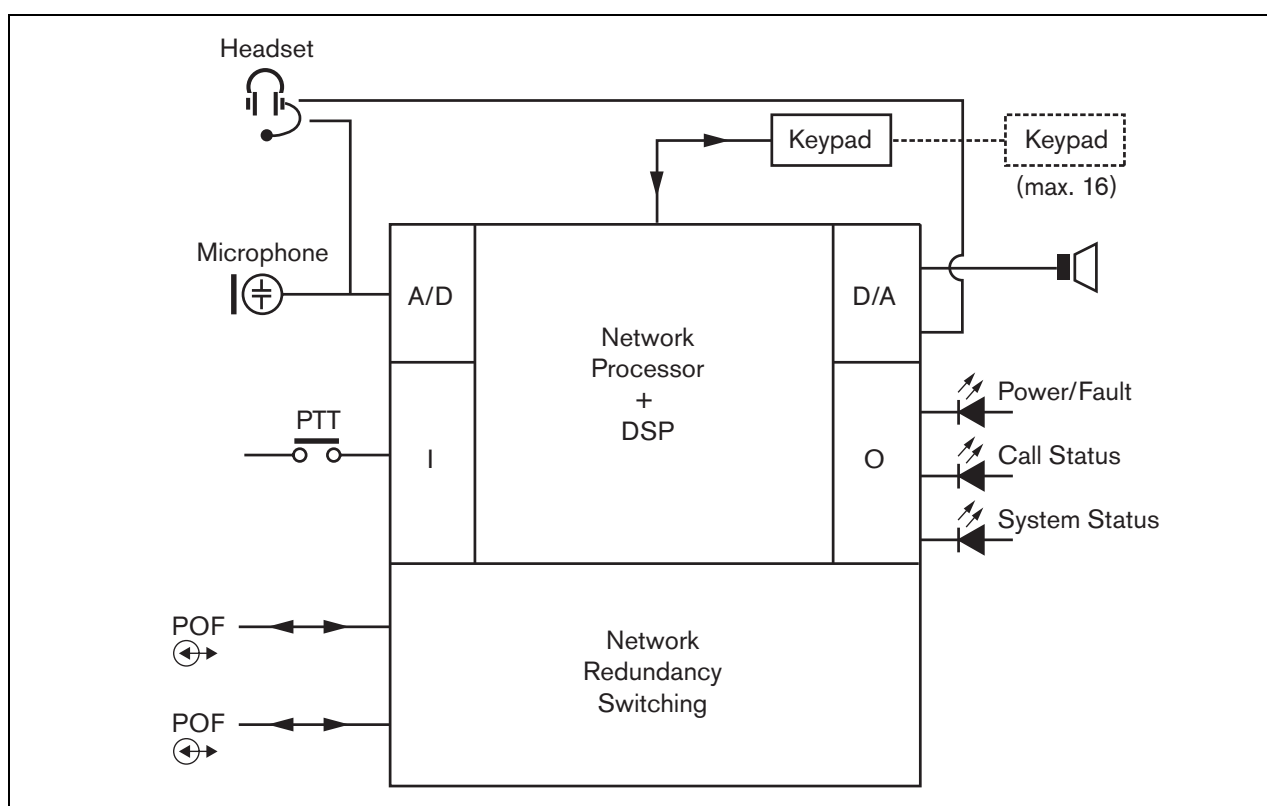 Headset
Keypad
Keypad
(max. 16)
Microphone
A/D
D/A
Network
Processor
+
DSP
Power/Fault
PTT
I
O
Call Status
System Status
POF
Network
Redundancy
Switching
POF